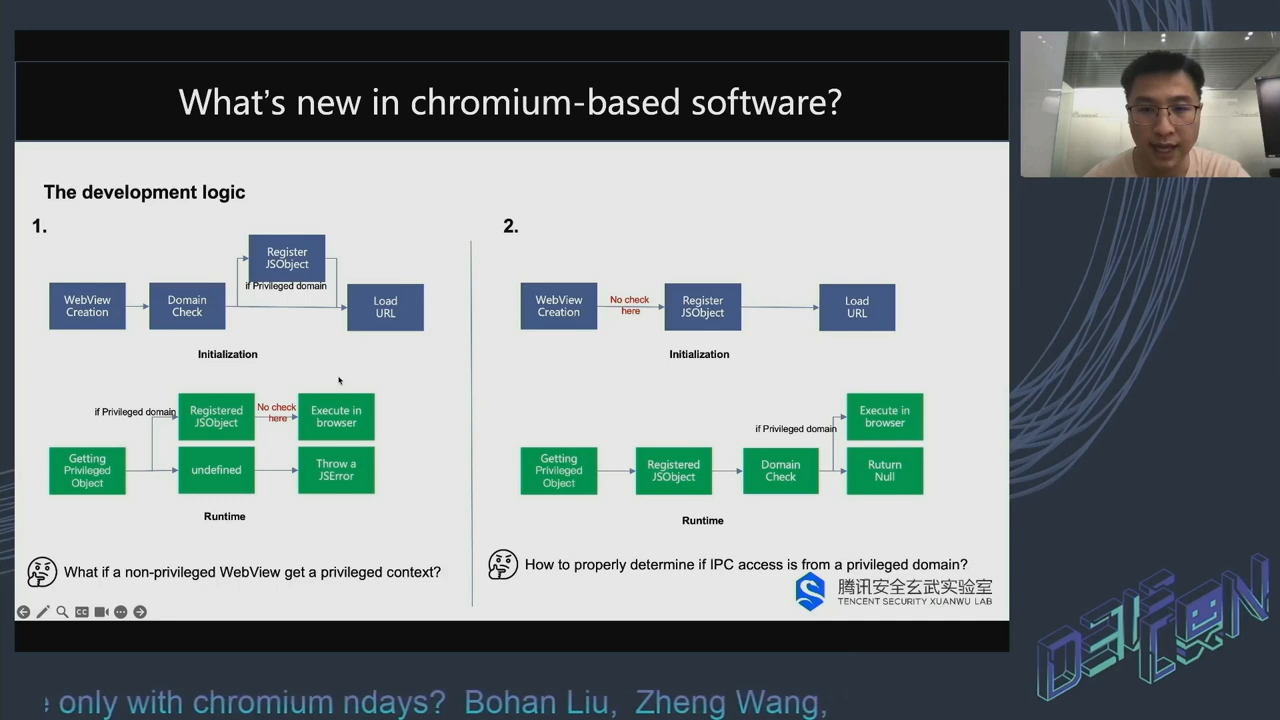 What's new in chromium-based software?
The development logic
1.
Register
JSObject
if Privileged domain
WebView
Creation
Domain
Check
Load
URL
Initialization
if Privileged domain
Registered
JSObject
No check
here
Execute in
browser
Getting
Privileged
Object
undefined
Throw a
JSError
Runtime
What if a non-privileged WebView get a privileged context?
2.
WebView
Creation
No check
here
Register
JSObject
Load
URL
Initialization
Execute in
browser
if Privileged domain
Getting
Privileged
Object
Registered
JSObject
Domain
Check
Ruturn
Null
Runtime
How to properly determine if IPC access is from a privileged domain?
腾讯安全玄武实验室
TENCENT SECURITY XUANWU LAB
CC
DEF CON
only with chromium ndays? Bohan Liu, Zheng Wang,